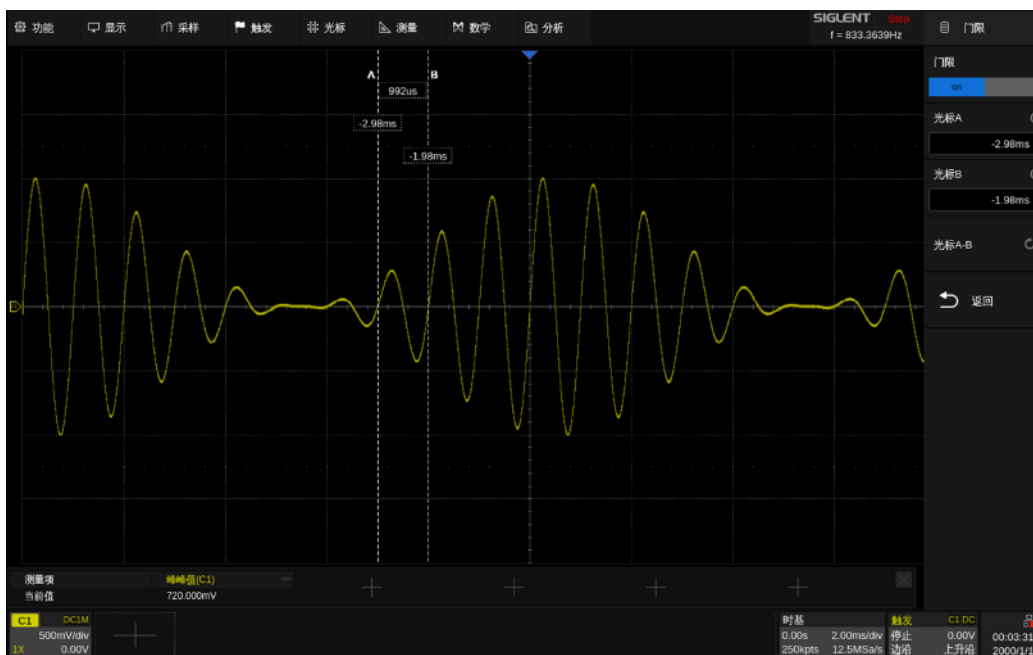 功能 显示 采样 触发 光标 测量 数学 分析 SIGLENT Stop
f = 833.3639Hz
门限
门限
on
光标A
-2.98ms
光标B
-1.98ms
光标A-B
返回
A B
992us
-2.98ms
-1.98ms
测量项 峰峰值(C1)
当前值 720.000mV
C1 DC1M
500mV/div
1X 0.00V
时基
0.00s 2.00ms/div
250kpts 12.5MSa/s
触发 C1 DC
停止 0.00V
边沿 上升沿
00:03:31
2000/1/1